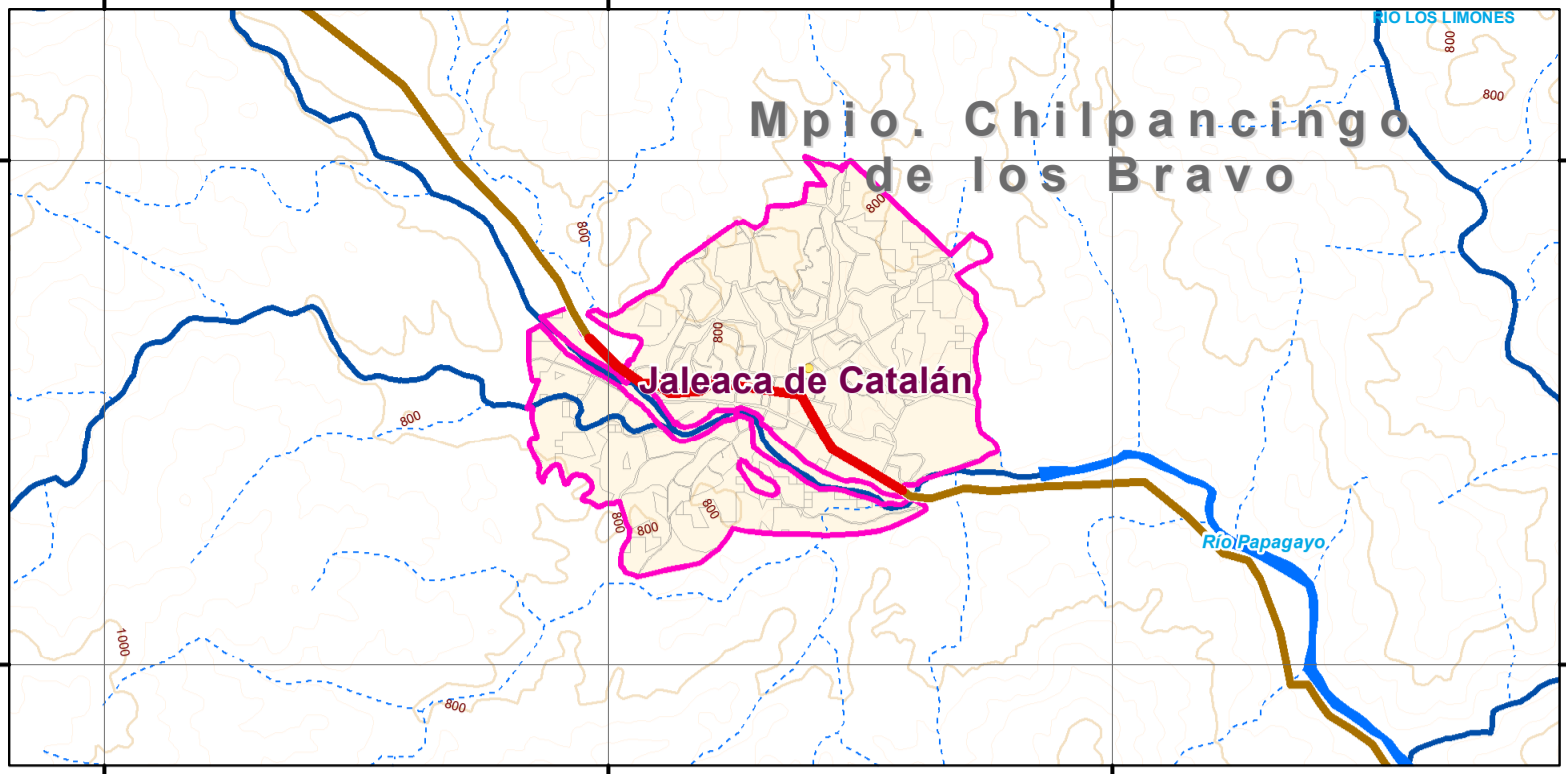 RIO LOS LIMONES
800
800
Mpio. Chilpancingo
de los Bravo
800
800
800
Jaleaca de Catalán
800
800
800
800
Río Papagayo
1000
800